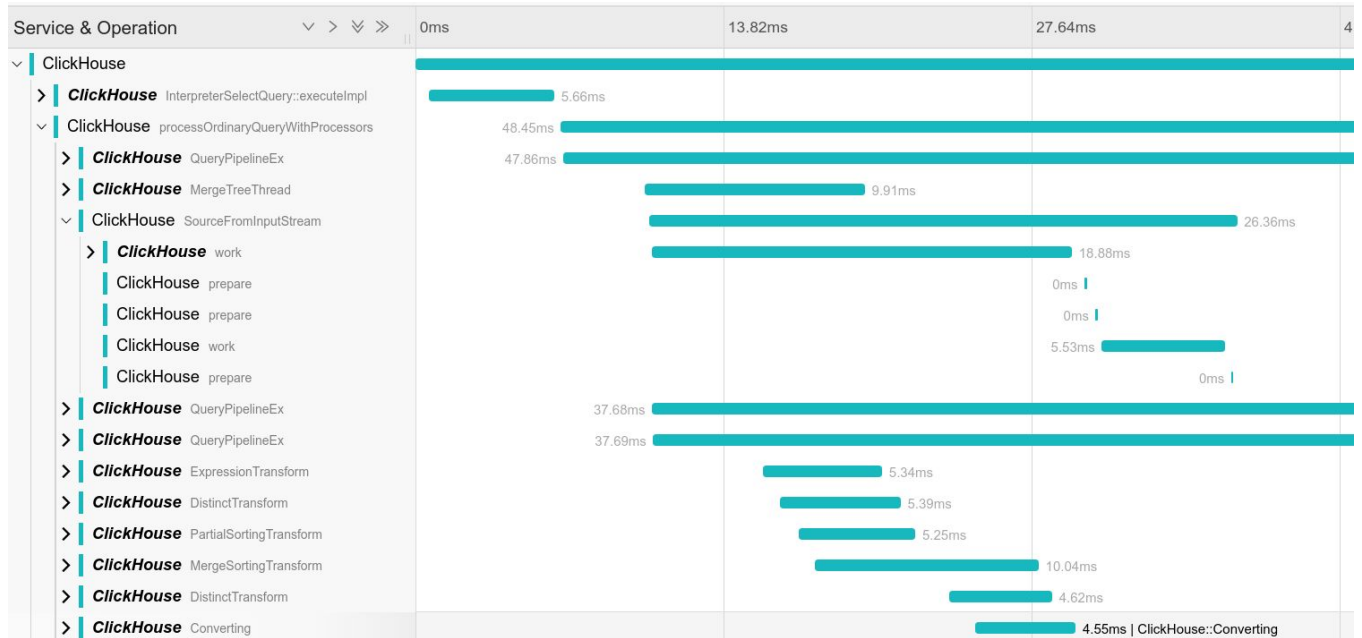 Service & Operation 0ms 13.82ms 27.64ms 4
ClickHouse
ClickHouse InterpreterSelectQuery::executeImpl 5.66ms
ClickHouse processOrdinaryQueryWithProcessors 48.45ms
ClickHouse QueryPipelineEx 47.86ms
ClickHouse MergeTreeThread 9.91ms
ClickHouse SourceFromInputStream 26.36ms
ClickHouse work 18.88ms
ClickHouse prepare 0ms
ClickHouse prepare 0ms
ClickHouse work 5.53ms
ClickHouse prepare 0ms
ClickHouse QueryPipelineEx 37.68ms
ClickHouse QueryPipelineEx 37.69ms
ClickHouse ExpressionTransform 5.34ms
ClickHouse DistinctTransform 5.39ms
ClickHouse PartialSortingTransform 5.25ms
ClickHouse MergeSortingTransform 10.04ms
ClickHouse DistinctTransform 4.62ms
ClickHouse Converting 4.55ms | ClickHouse::Converting